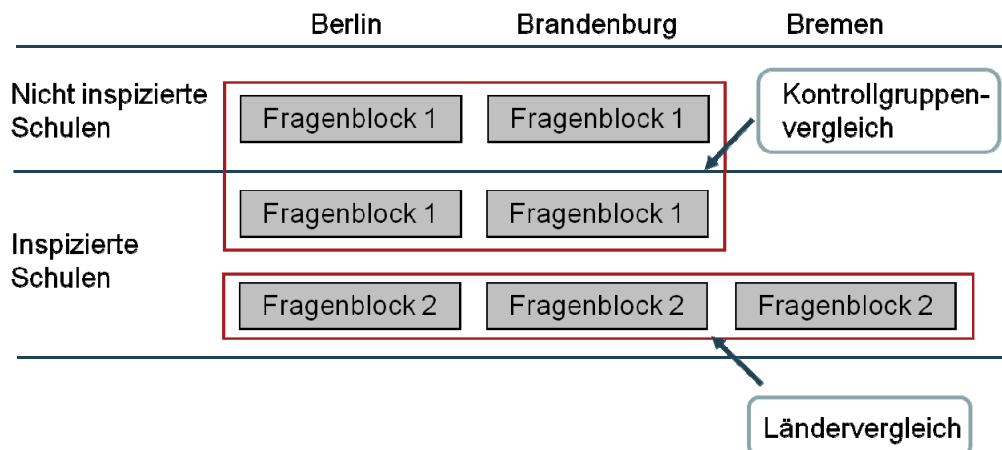 Berlin Brandenburg Bremen
Nicht inspizierte
Schulen
Fragenblock 1 Fragenblock 1
Kontrollgruppen-
vergleich
Fragenblock 1 Fragenblock 1
Inspizierte
Schulen
Fragenblock 2 Fragenblock 2 Fragenblock 2
Ländervergleich